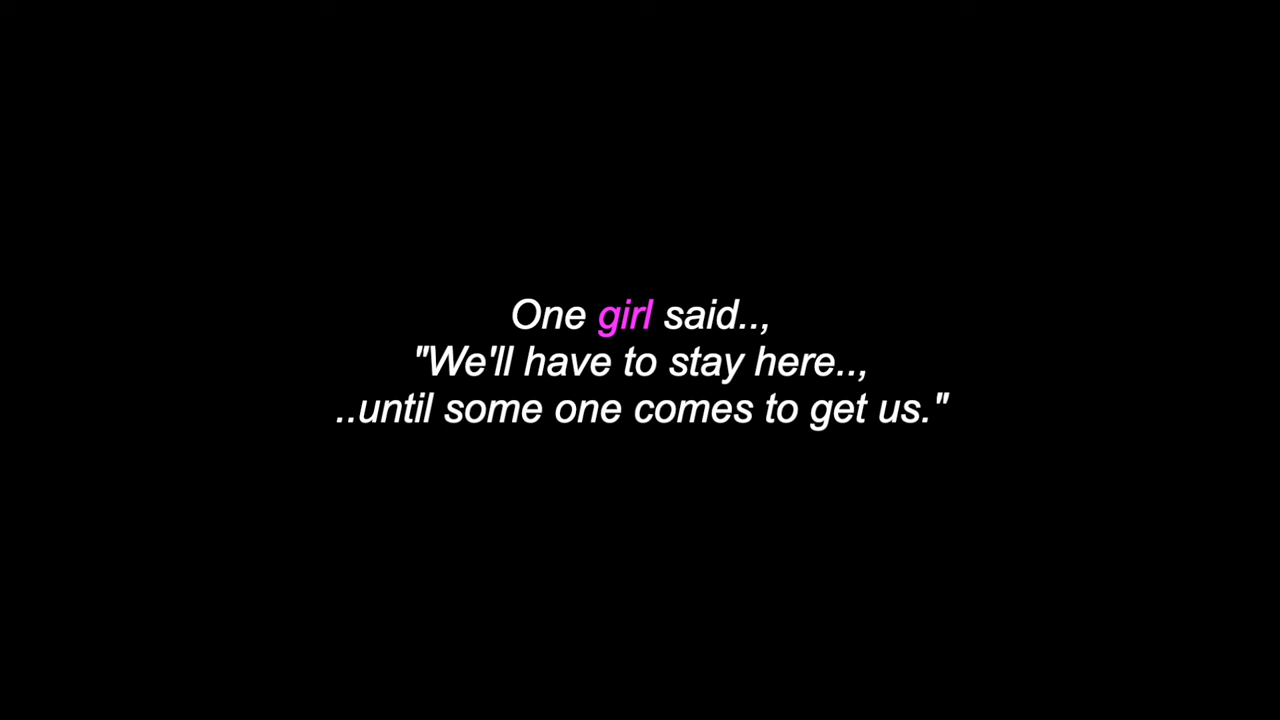 One girl said..,
"We'll have to stay here..,
..until some one comes to get us."